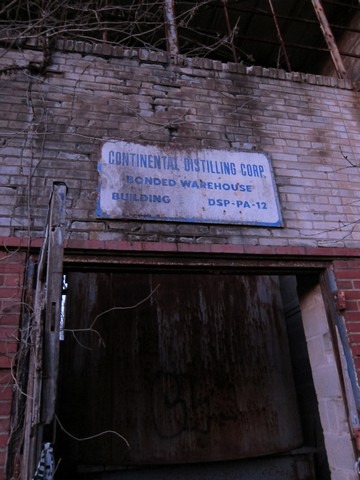 CONTINENTAL DISTILLING CORP.
BONDED WAREHOUSE
BUILDING DSP-PA-12